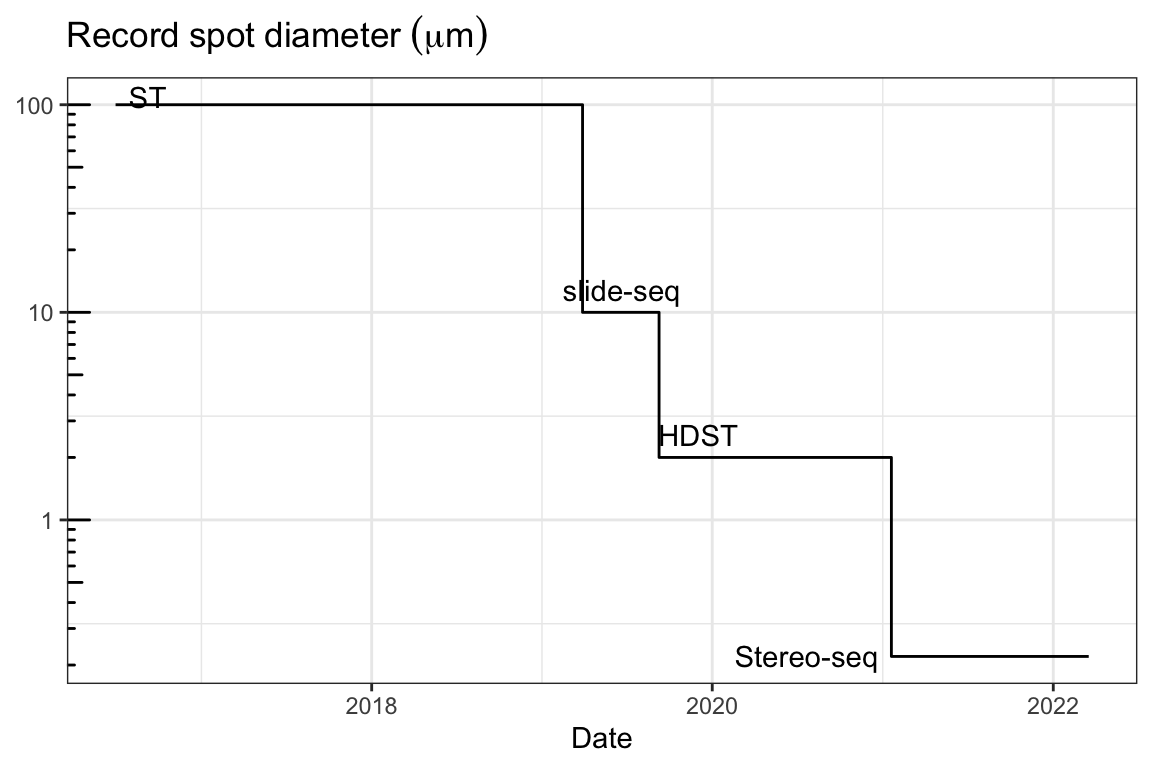 Record spot diameter (μm)
100
ST
slide-seq
10
HDST
1
Stereo-seq
2018
2020
2022
Date